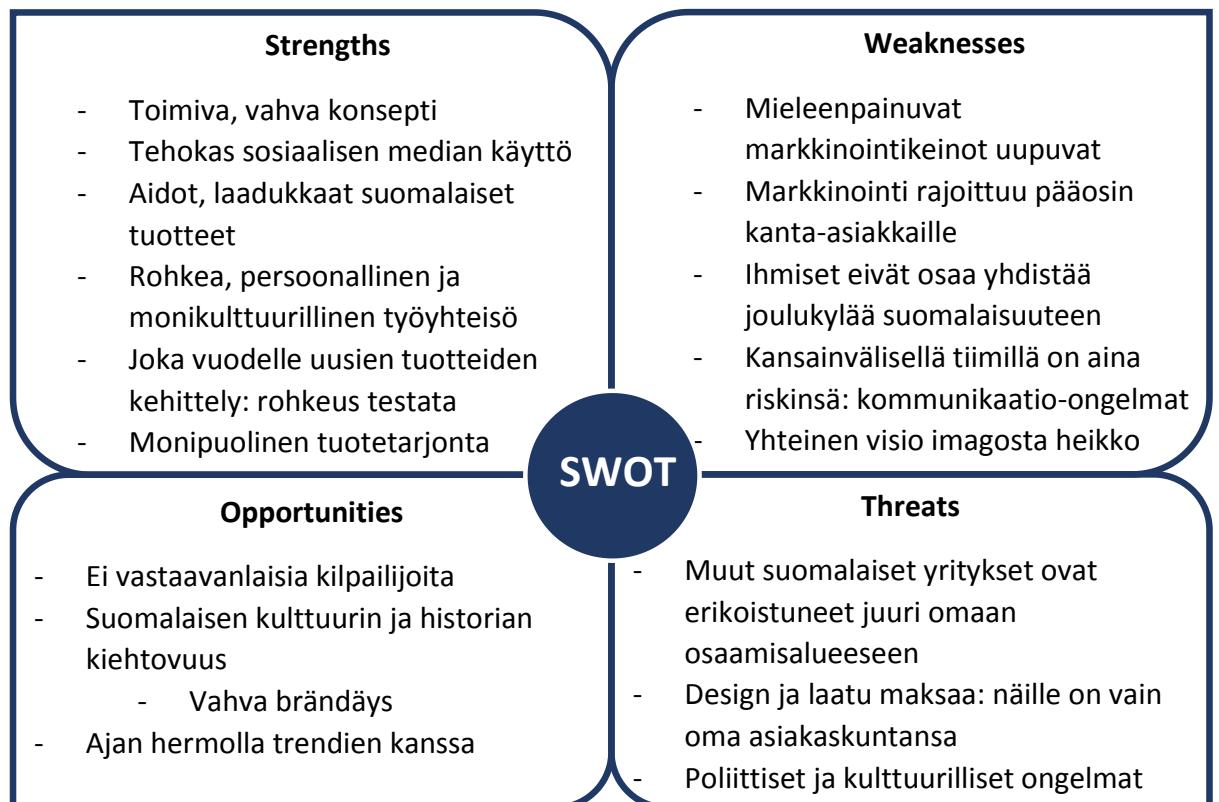 Strengths
- Toimiva, vahva konsepti
- Tehokas sosiaalisen median käyttö
- Aidot, laadukkaat suomalaiset
tuotteet
- Rohkea, persoonallinen ja
monikulttuurillinen työyhteisö
- Joka vuodelle uusien tuotteiden
kehittely: rohkeus testata
- Monipuolinen tuotetarjonta
Weaknesses
- Mieleenpainuvat
markkinointikeinot uupuvat
- Markkinointi rajoittuu pääosin
kanta-asiakkaille
- Ihmiset eivät osaa yhdistää
joulukylää suomalaisuuteen
- Kansainvälisellä tiimillä on aina
riskinsä: kommunikaatio-ongelmat
- Yhteinen visio imagosta heikko
SWOT
Opportunities
- Ei vastaavanlaisia kilpailijoita
- Suomalaisen kulttuurin ja historian
kiehtovuus
- Vahva brändäys
- Ajan hermolla trendien kanssa
Threats
- Muut suomalaiset yritykset ovat
erikoistuneet juuri omaan
osaamisalueeseen
- Design ja laatu maksaa: näille on vain
oma asiakaskuntansa
- Poliittiset ja kulttuurilliset ongelmat